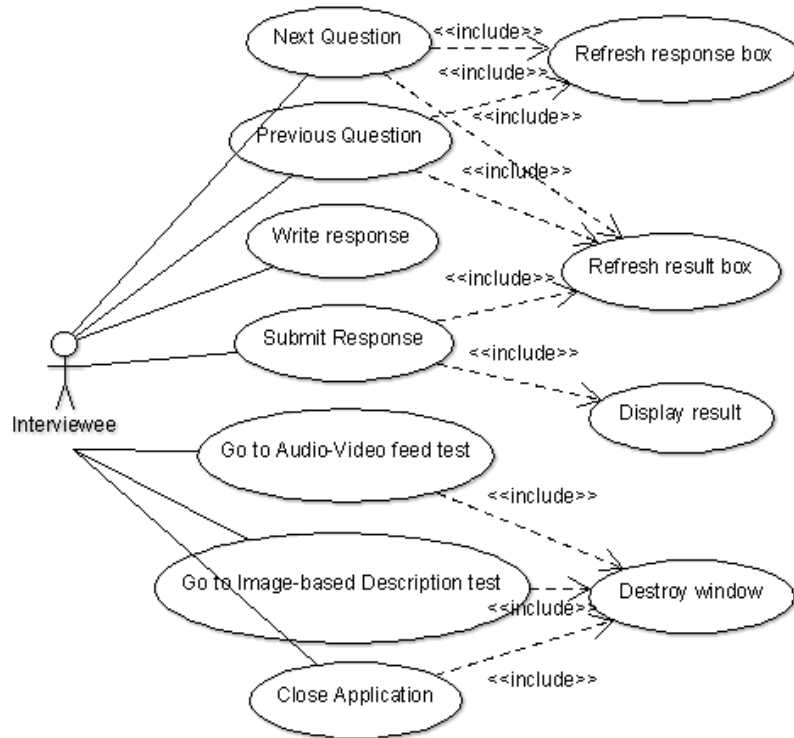 Next Question
<<include>>
Refresh response box
<<include>>
<<include>>
Previous Question
<<include>>
Write response
<<include>>
Refresh result box
Submit Response
<<include>>
Interviewee
Display result
Go to Audio-Video feed test
<<include>>
Go to Image-based Description test
Destroy window
<<include>>
<<include>>
Close Application